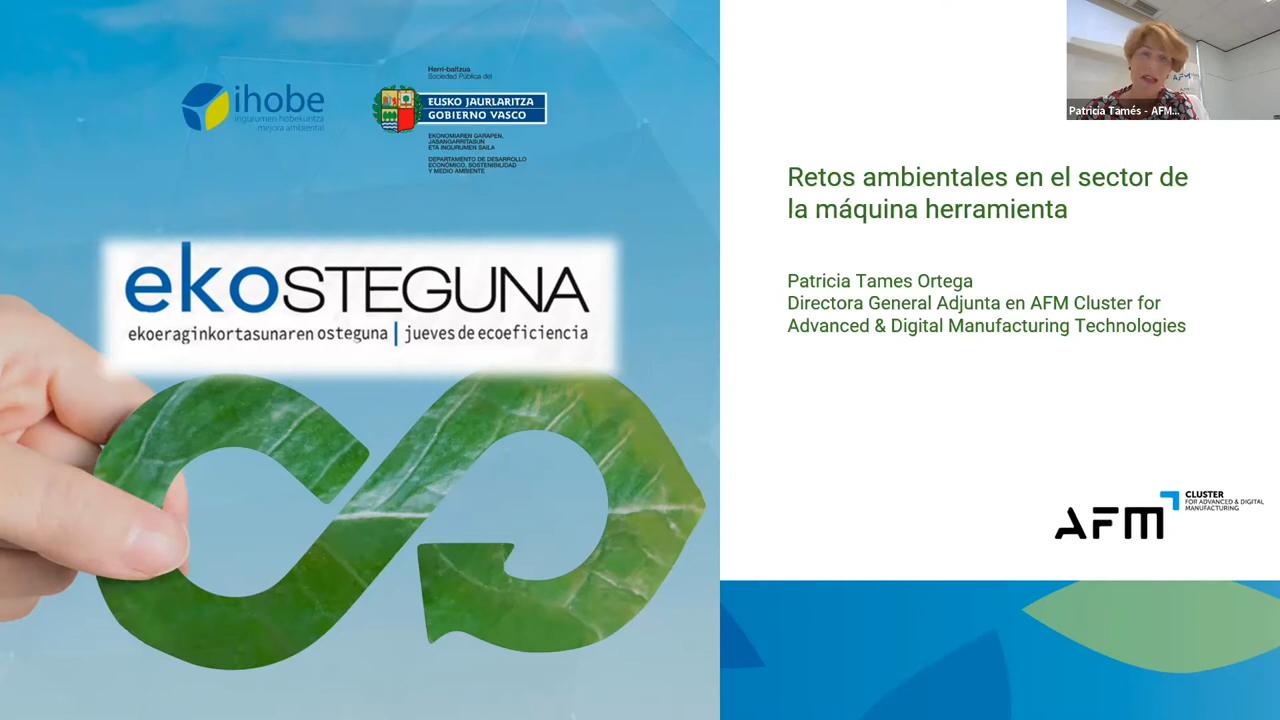 ihobe
ingurumen hobekuntza
mejora ambiental
Herri-baltzua
Sociedad Pública del
EUSKO JAURLARITZA
GOBIERNO VASCO
EKONOMIAREN GARAPEN,
JASANGARRITASUN
ETA INGURUMEN SAILA
DEPARTAMENTO DE DESARROLLO
ECONÓMICO, SOSTENIBILIDAD
Y MEDIO AMBIENTE
ekoSTEGUNA
ekoeraginkortasunaren osteguna | jueves de ecoeficiencia
AFM
Patricia Tamés - AFM...
Retos ambientales en el sector de
la máquina herramienta
Patricia Tames Ortega
Directora General Adjunta en AFM Cluster for
Advanced & Digital Manufacturing Technologies
AFM
CLUSTER
FOR ADVANCED & DIGITAL
MANUFACTURING